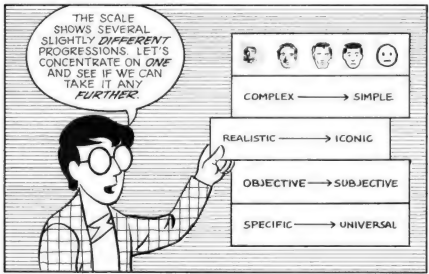 THE SCALE
SHOWS SEVERAL
SLIGHTLY DIFFERENT
PROGRESSIONS. LET'S
CONCENTRATE ON ONE
AND SEE IF WE CAN
TAKE IT ANY
FURTHER.
COMPLEX → SIMPLE
REALISTIC → ICONIC
OBJECTIVE → SUBJECTIVE
SPECIFIC → UNIVERSAL